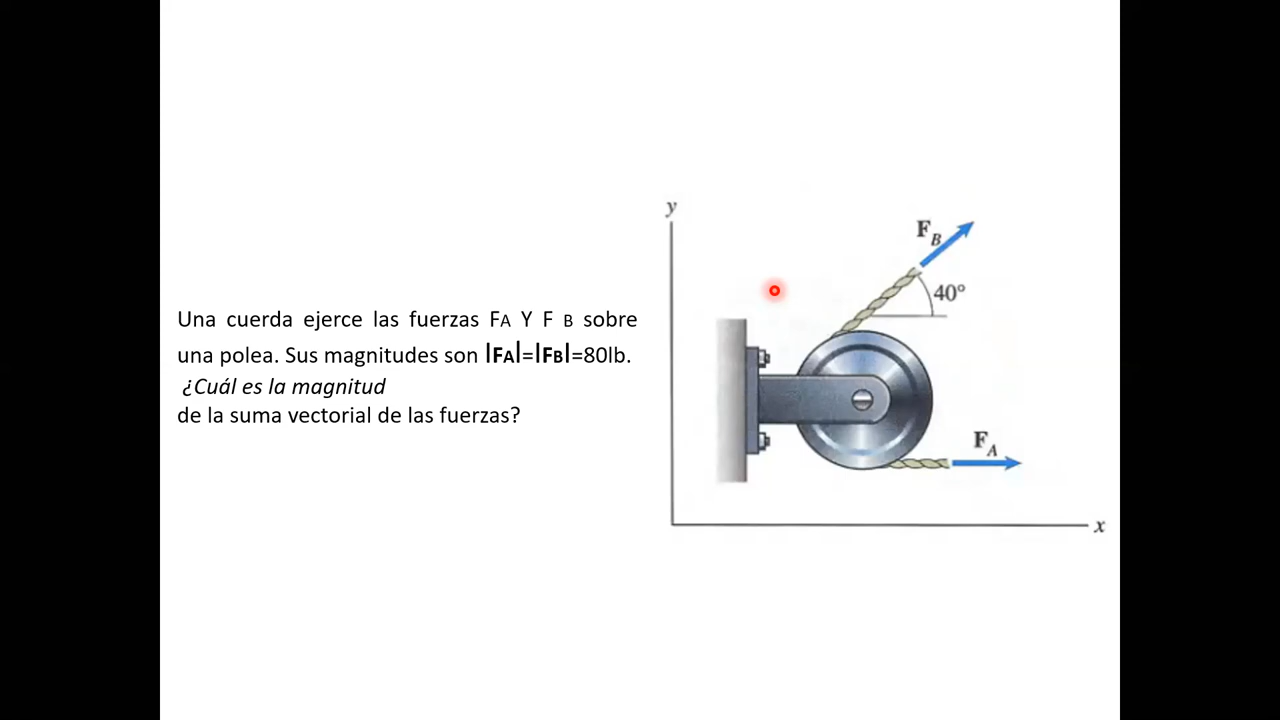 Una cuerda ejerce las fuerzas FA Y F B sobre
una polea. Sus magnitudes son |FA|=|FB|=80lb.
¿Cuál es la magnitud
de la suma vectorial de las fuerzas?
y
FB
40°
FA
x